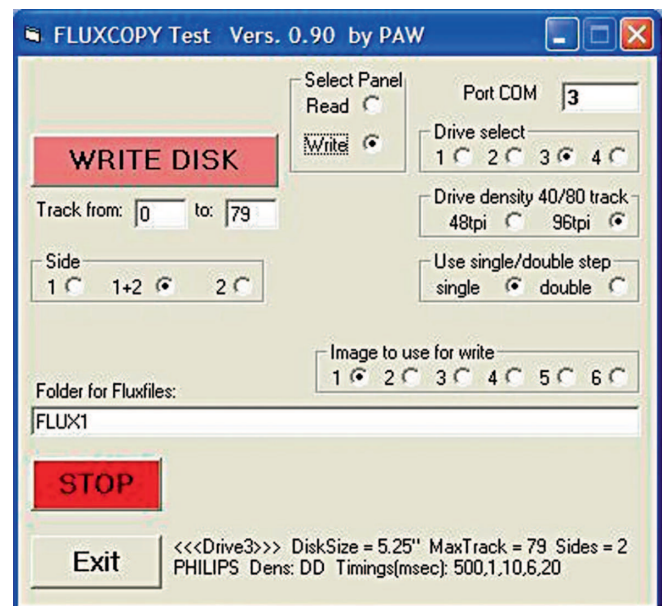 FLUXCOPY Test Vers. 0.90 by PAW
Select Panel
Read
Write
Port COM 3
WRITE DISK
Drive select
1 2 3 4
Track from: 0 to: 79
Drive density 40/80 track
48tpi 96tpi
Side
1 1+2 2
Use single/double step
single double
Image to use for write
1 2 3 4 5 6
Folder for Fluxfiles:
FLUX1
STOP
Exit
<<<Drive3>>> DiskSize = 5.25" MaxTrack = 79 Sides = 2
PHILIPS Dens: DD Timings(msec): 500,1,10,6,20